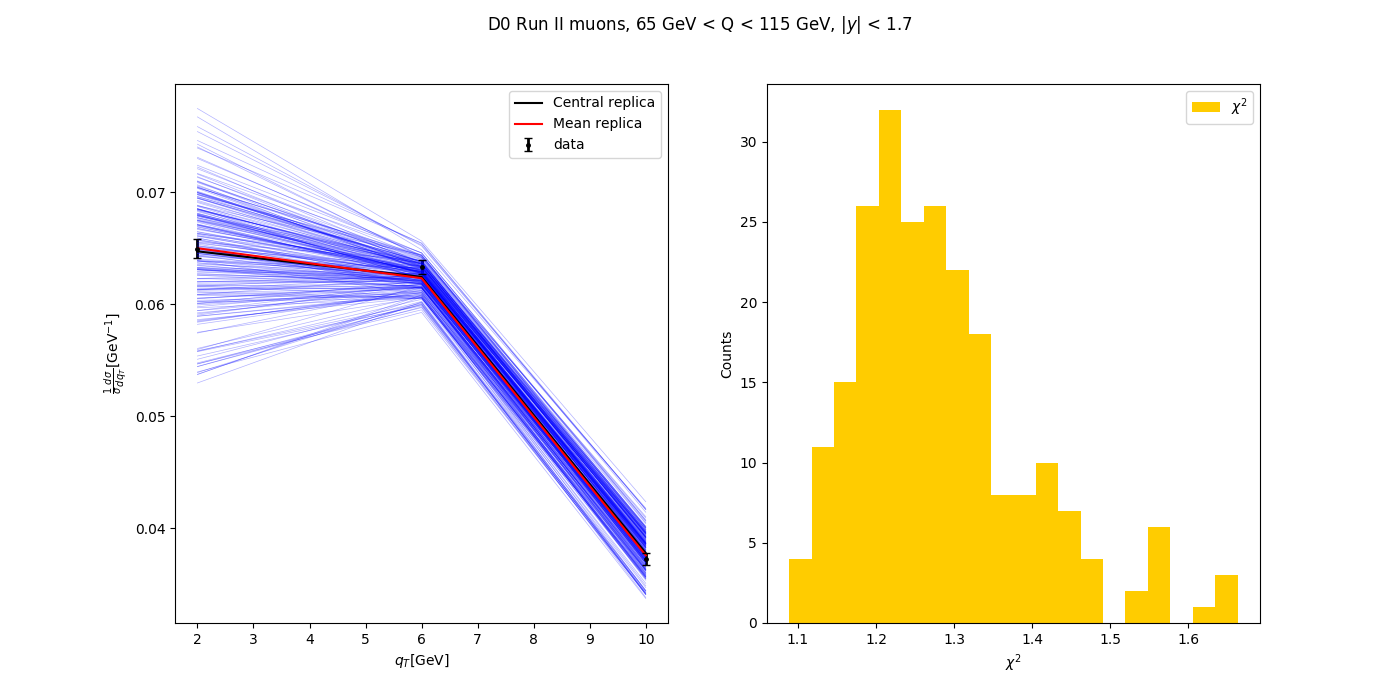 D0 Run II muons, 65 GeV < Q < 115 GeV, |y| < 1.7
Central replica
Mean replica
data
0.07
0.06
0.05
0.04
2 3 4 5 6 7 8 9 10
q_T[GeV]
\frac{1}{σ}\frac{dσ}{dq_T}[GeV^{-1}]
χ²
30
25
20
15
10
5
0
1.1 1.2 1.3 1.4 1.5 1.6
χ²
Counts